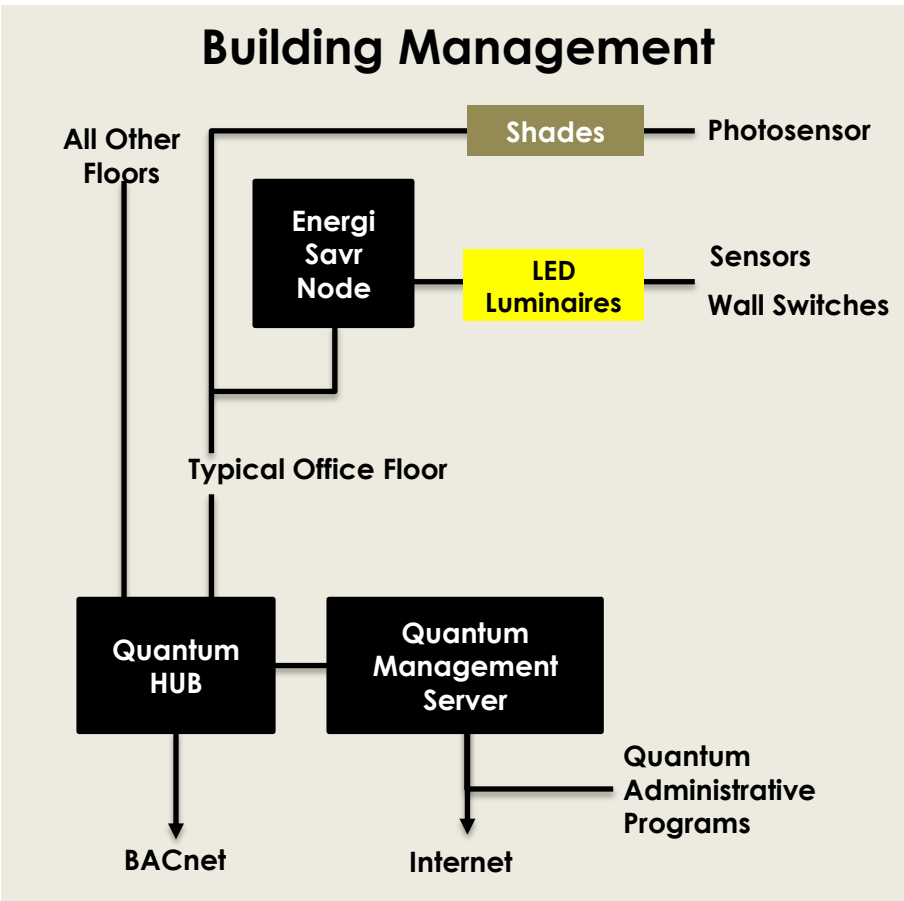 Building Management
All Other
Floors
Shades
Photosensor
Energi
Savr
Node
LED
Luminaires
Sensors
Wall Switches
Typical Office Floor
Quantum
HUB
Quantum
Management
Server
Quantum
Administrative
Programs
BACnet
Internet